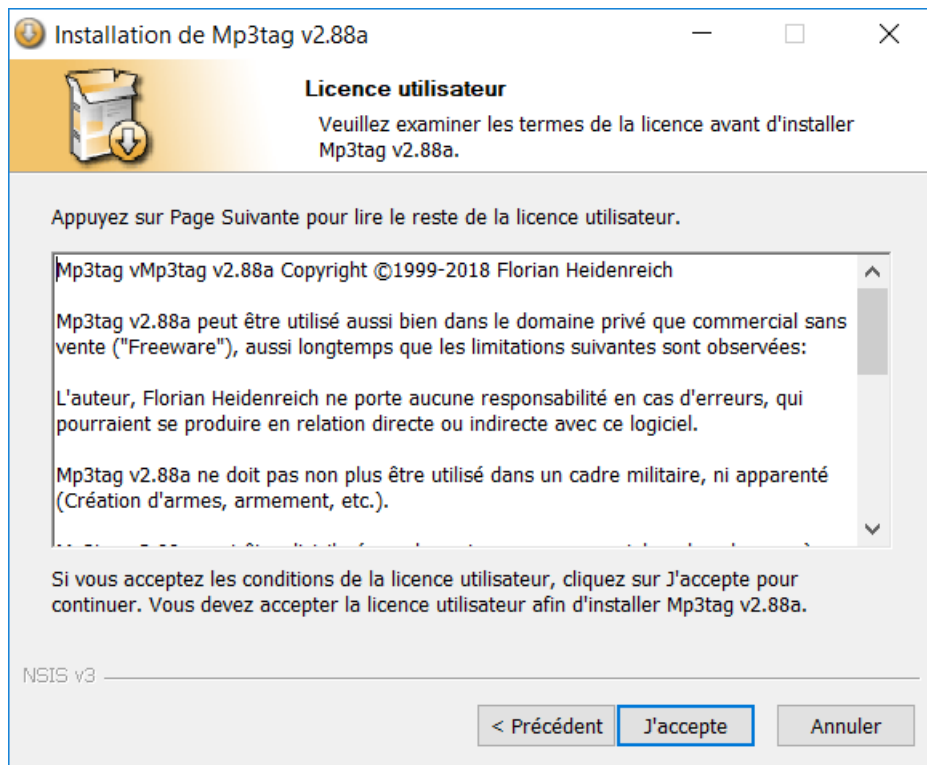 Installation de Mp3tag v2.88a
Licence utilisateur
Veuillez examiner les termes de la licence avant d'installer
Mp3tag v2.88a.
Appuyez sur Page Suivante pour lire le reste de la licence utilisateur.
Mp3tag vMp3tag v2.88a Copyright ©1999-2018 Florian Heidenreich
Mp3tag v2.88a peut être utilisé aussi bien dans le domaine privé que commercial sans
vente ("Freeware"), aussi longtemps que les limitations suivantes sont observées:
L'auteur, Florian Heidenreich ne porte aucune responsabilité en cas d'erreurs, qui
pourraient se produire en relation directe ou indirecte avec ce logiciel.
Mp3tag v2.88a ne doit pas non plus être utilisé dans un cadre militaire, ni apparenté
(Création d'armes, armement, etc.).
Si vous acceptez les conditions de la licence utilisateur, cliquez sur J'accepte pour
continuer. Vous devez accepter la licence utilisateur afin d'installer Mp3tag v2.88a.
NSIS v3
< Précédent
J'accepte
Annuler